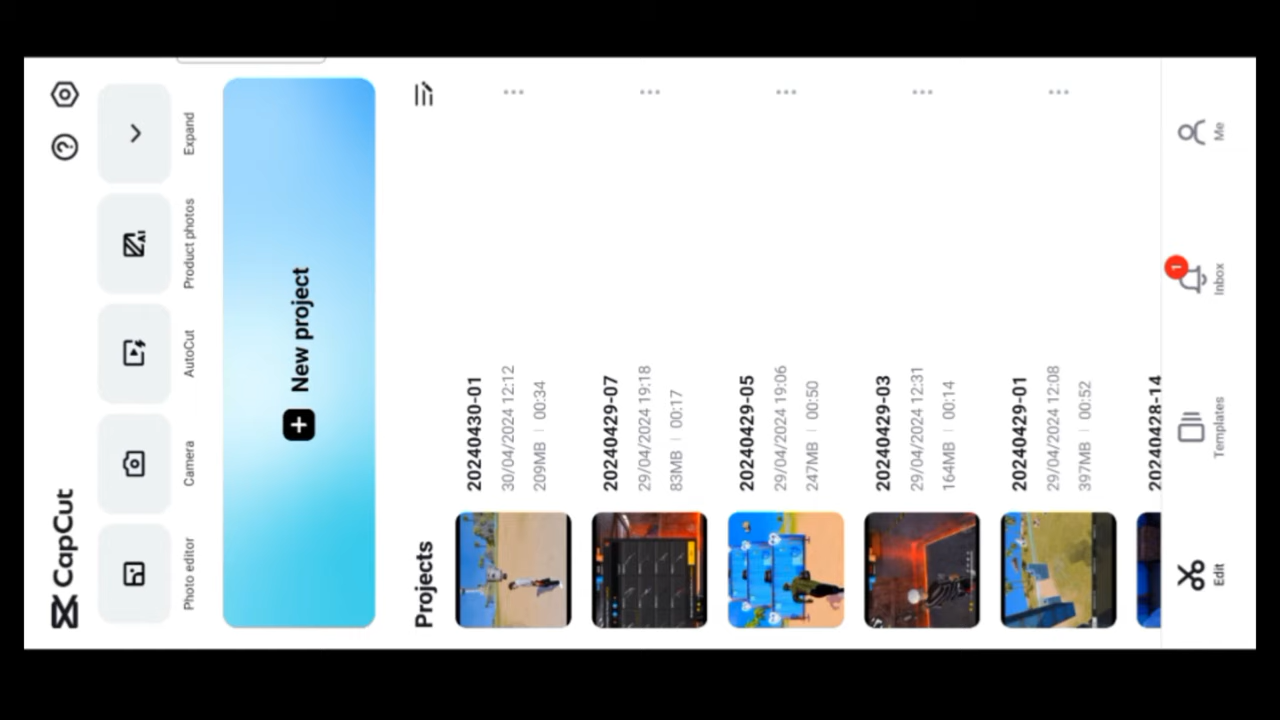 CapCut
Photo editor
Camera
AutoCut
AI
Product photos
Expand
New project
Projects
20240430-01
30/04/2024 12:12
209MB | 00:34
20240429-07
29/04/2024 19:18
83MB | 00:17
20240429-05
29/04/2024 19:06
247MB | 00:50
20240429-03
29/04/2024 12:31
164MB | 00:14
20240429-01
29/04/2024 12:08
397MB | 00:52
20240428-14
Edit
Templates
1
Inbox
Me